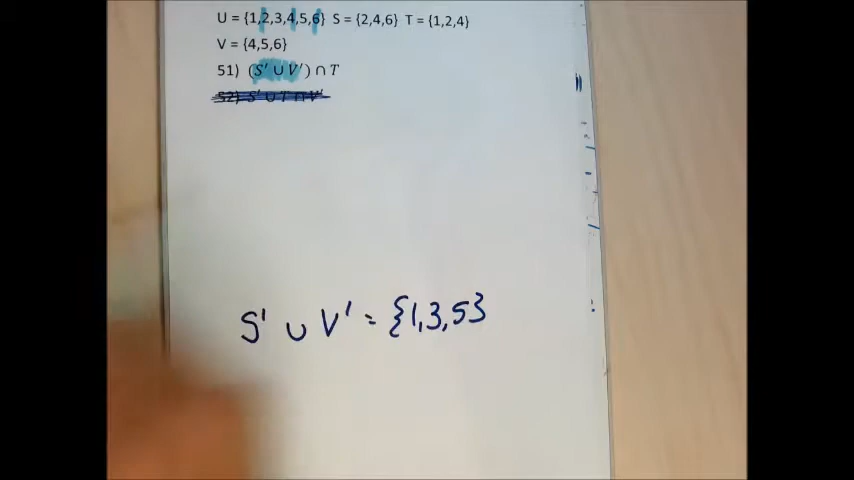 U = {1,2,3,4,5,6} S = {2,4,6} T = {1,2,4}
V = {4,5,6}
51) (S' ∪ V') ∩ T
52) S' ∪ T ∩ V'
S' ∪ V' = {1,3,5}